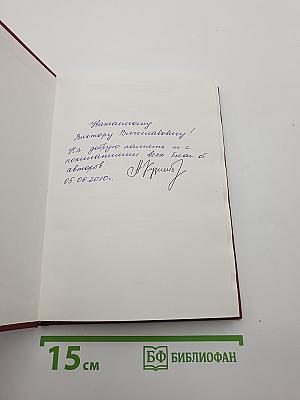 Уважаемому
Виктору Вячеславовичу!
На добрую память и с
пожеланиями всех благ от
авторов
05.06.2010г.
15 см
БФ БИБЛИОФАН